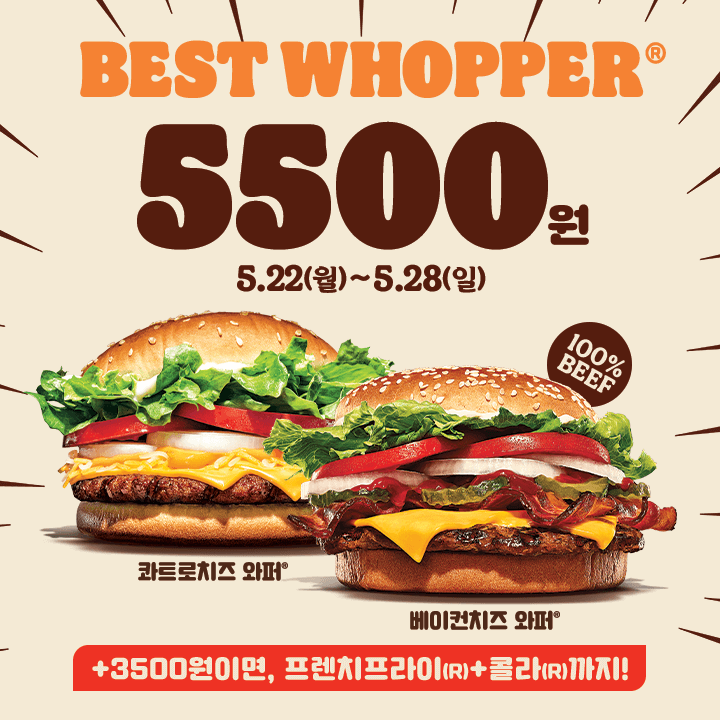 BEST WHOPPER®
5500원
5.22(월)~5.28(일)
100%
BEEF
콰트로치즈 와퍼®
베이컨치즈 와퍼®
+3500원이면, 프렌치프라이(R)+콜라(R)까지!